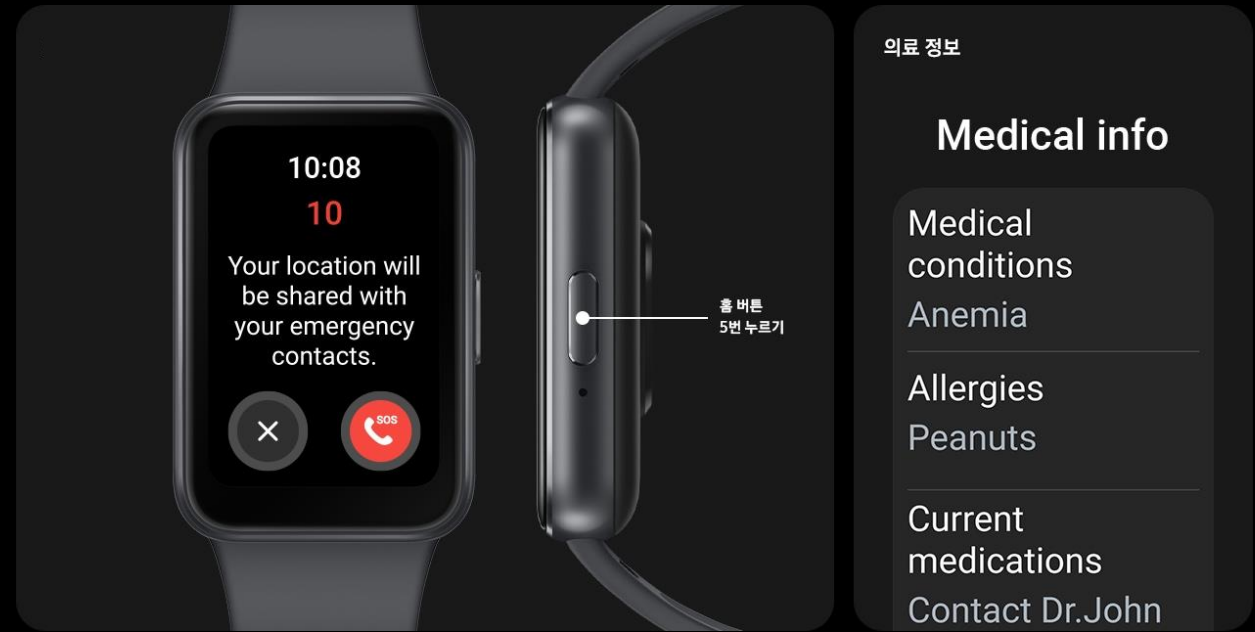 10:08
10
Your location will
be shared with
your emergency
contacts.
SOS
홈 버튼
5번 누르기
의료 정보
Medical info
Medical
conditions
Anemia
Allergies
Peanuts
Current
medications
Contact Dr.John